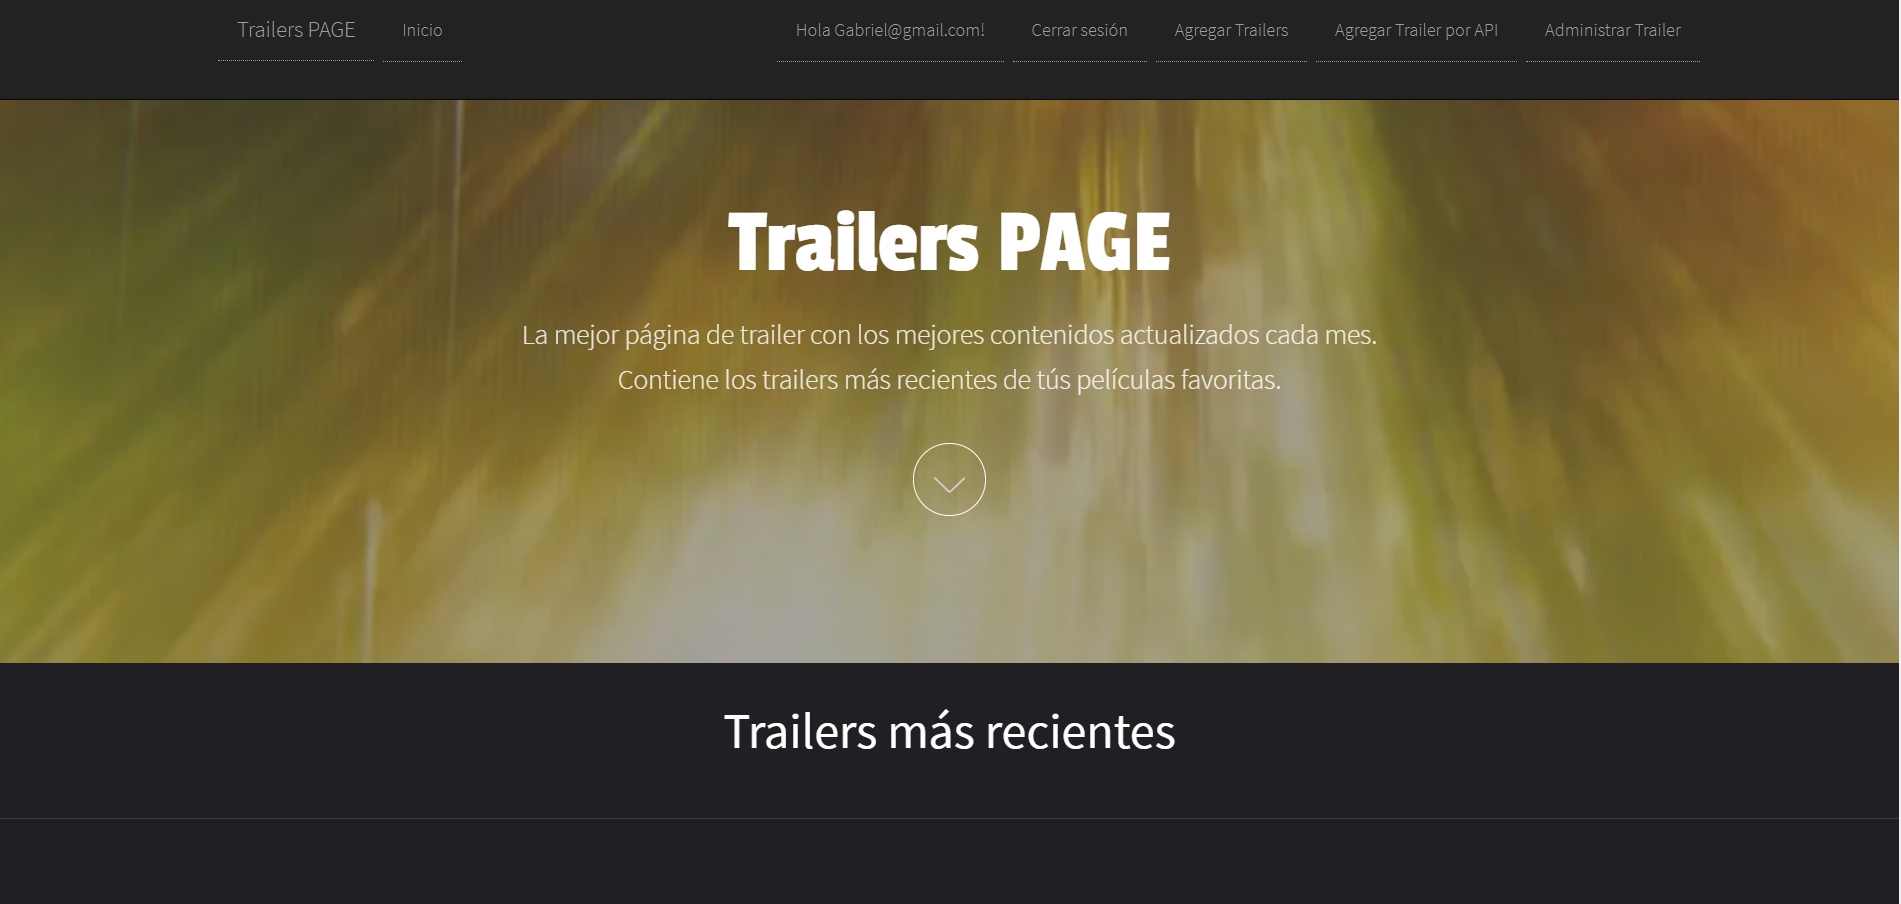 Trailers PAGE
Inicio
Hola Gabriel@gmail.com!
Cerrar sesión
Agregar Trailers
Agregar Trailer por API
Administrar Trailer
Trailers PAGE
La mejor página de trailer con los mejores contenidos actualizados cada mes.
Contiene los trailers más recientes de tús películas favoritas.
Trailers más recientes